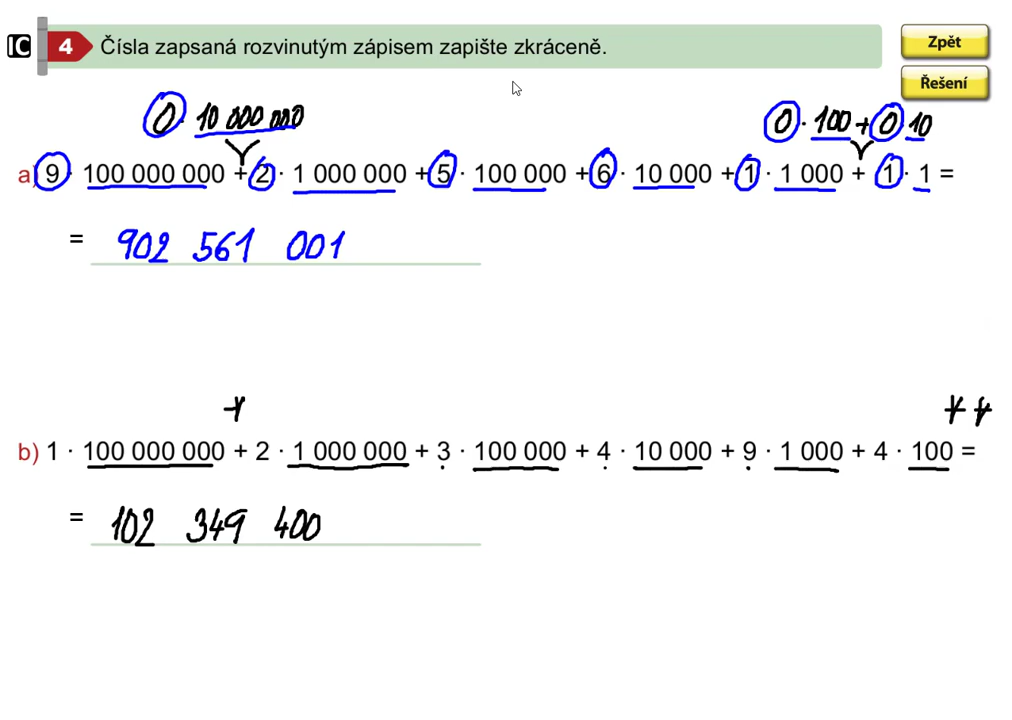 IC 4 Čísla zapsaná rozvinutým zápisem zapište zkráceně.
Zpět
Řešení
0 · 10 000 000
0 · 100 + 0 10
a) 9 · 100 000 000 + 2 · 1 000 000 + 5 · 100 000 + 6 · 10 000 + 1 · 1 000 + 1 · 1 =
= 902 561 001
b) 1 · 100 000 000 + 2 · 1 000 000 + 3 · 100 000 + 4 · 10 000 + 9 · 1 000 + 4 · 100 =
= 102 349 400